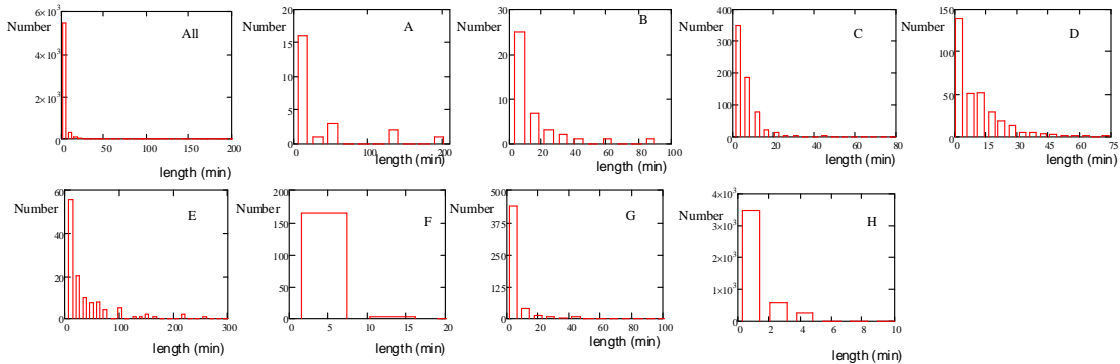 6×10³
Number
All
4×10³
2×10³
0
0 50 100 150 200
length (min)
20
Number
A
15
10
5
0
0 100 200
length (min)
30
Number
B
20
10
0
0 20 40 60 80 100
length (min)
400
Number
C
300
200
100
0
0 20 40 60 80
length (min)
150
Number
D
100
50
0
0 15 30 45 60 75
length (min)
60
Number
E
40
20
0
0 100 200 300
length (min)
200
Number
F
150
100
50
0
0 5 10 15 20
length (min)
500
Number
G
375
250
125
0
0 20 40 60 80 100
length (min)
4×10³
Number
H
3×10³
2×10³
1×10³
0
0 2 4 6 8 10
length (min)